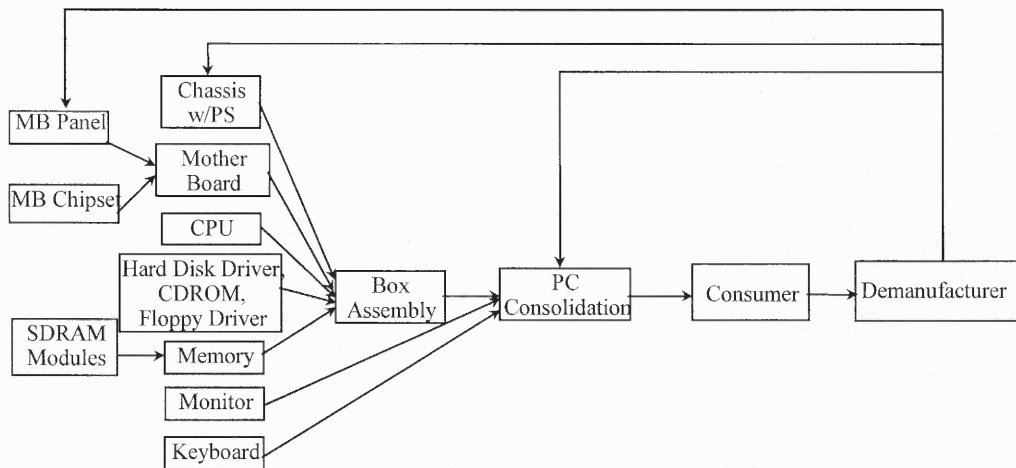 Chassis
w/PS
MB Panel
Mother
Board
MB Chipset
CPU
Hard Disk Driver,
CDROM,
Floppy Driver
Box
Assembly
PC
Consolidation
Consumer
Demanufacturer
SDRAM
Modules
Memory
Monitor
Keyboard